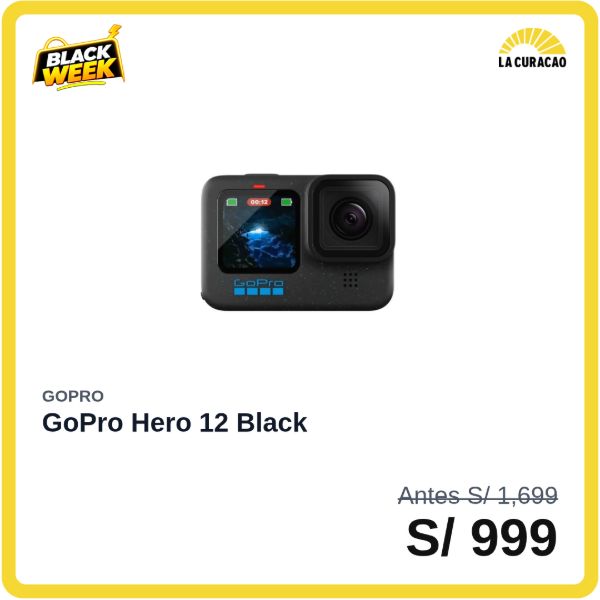 BLACK
WEEK
LA CURACAO
00:12
GoPro
GOPRO
GoPro Hero 12 Black
Antes S/ 1,699
S/ 999